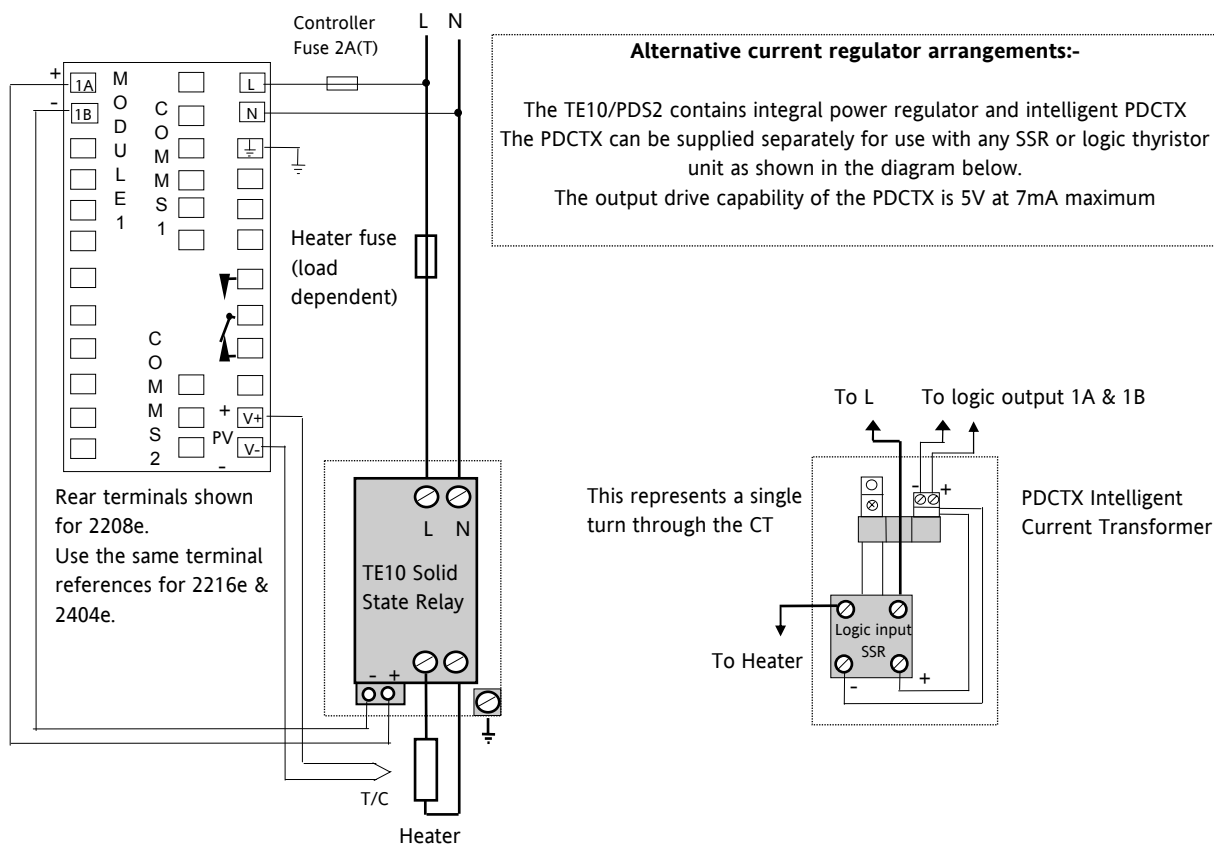 Controller
Fuse 2A(T)
L N
Alternative current regulator arrangements:-
The TE10/PDS2 contains integral power regulator and intelligent PDCTX
The PDCTX can be supplied separately for use with any SSR or logic thyristor
unit as shown in the diagram below.
The output drive capability of the PDCTX is 5V at 7mA maximum
+
1A
-
1B
MODULE 1
COMMS 1
COMMS 2
L
N
+
V+
PV
V-
-
Heater fuse
(load
dependent)
Rear terminals shown
for 2208e.
Use the same terminal
references for 2216e &
2404e.
L N
TE10 Solid
State Relay
- +
T/C
Heater
To L
To logic output 1A & 1B
This represents a single
turn through the CT
- +
PDCTX Intelligent
Current Transformer
Logic input
SSR
To Heater
- +